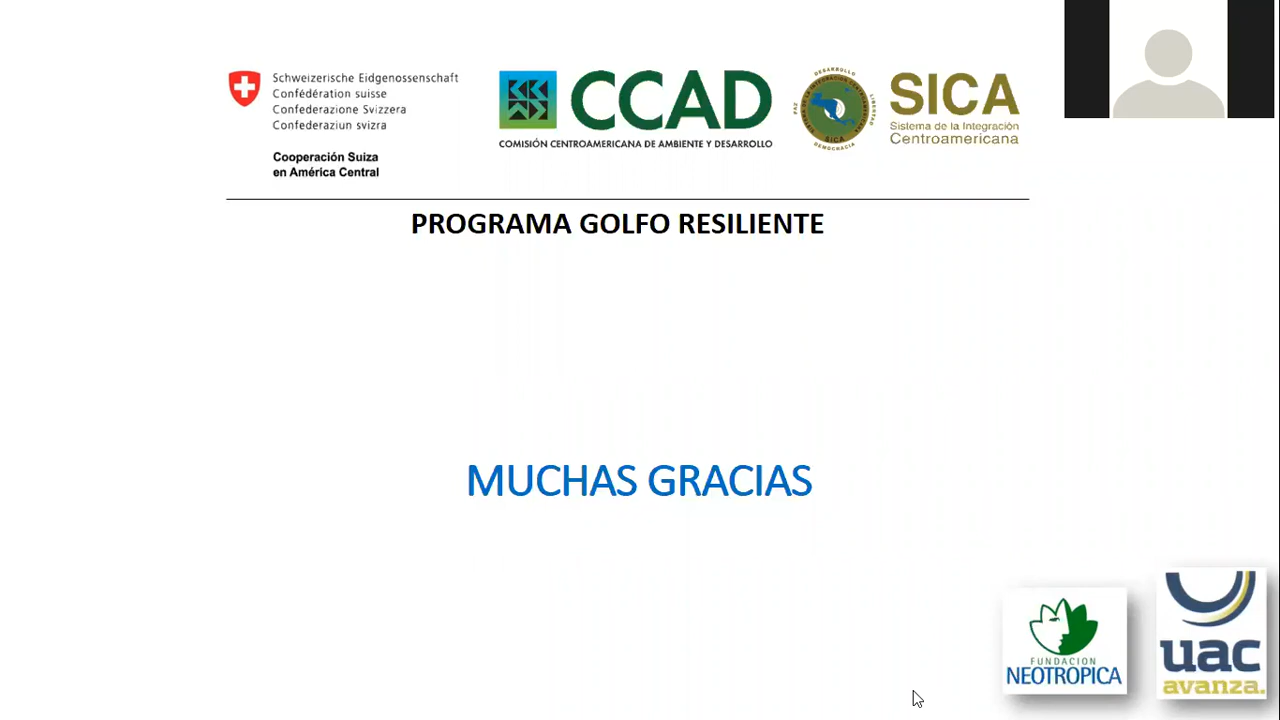 Schweizerische Eidgenossenschaft
Confédération suisse
Confederazione Svizzera
Confederaziun svizra
Cooperación Suiza
en América Central
CCAD
COMISIÓN CENTROAMERICANA DE AMBIENTE Y DESARROLLO
SICA
Sistema de la Integración
Centroamericana
PROGRAMA GOLFO RESILIENTE
MUCHAS GRACIAS
FUNDACION
NEOTROPICA
uac
avanza.